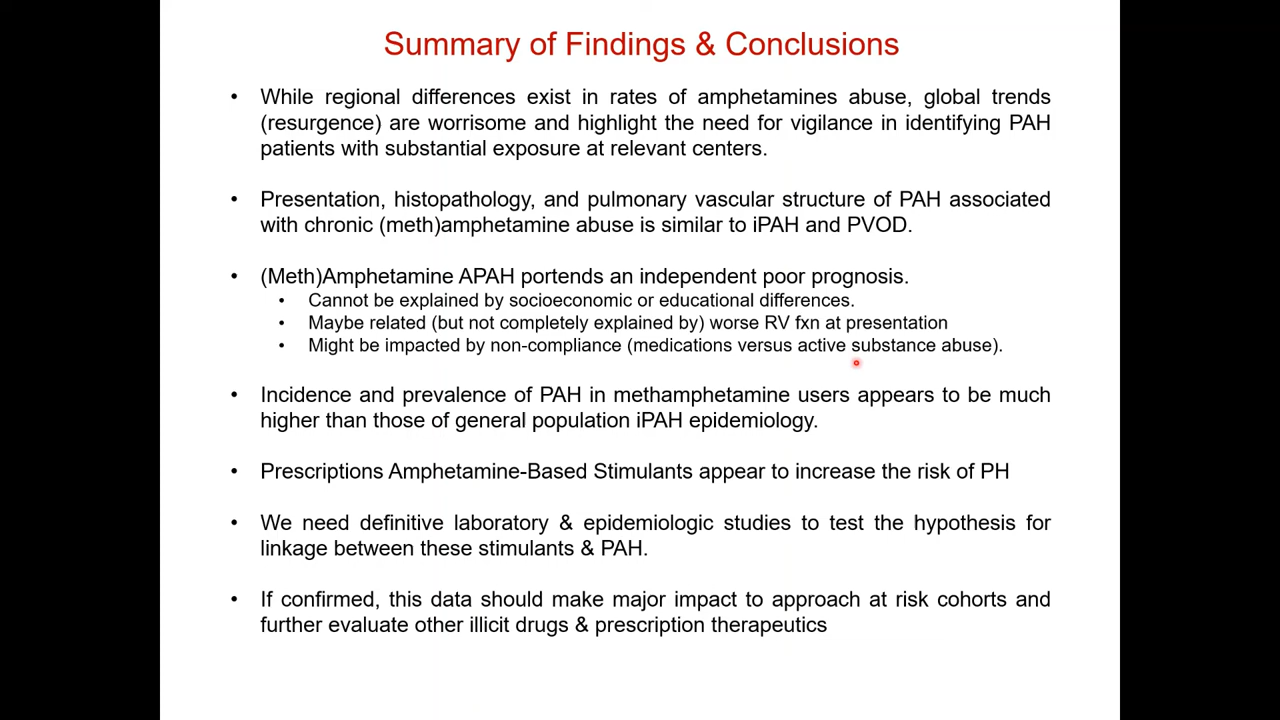 Summary of Findings & Conclusions
• While regional differences exist in rates of amphetamines abuse, global trends
(resurgence) are worrisome and highlight the need for vigilance in identifying PAH
patients with substantial exposure at relevant centers.
• Presentation, histopathology, and pulmonary vascular structure of PAH associated
with chronic (meth)amphetamine abuse is similar to iPAH and PVOD.
• (Meth)Amphetamine APAH portends an independent poor prognosis.
• Cannot be explained by socioeconomic or educational differences.
• Maybe related (but not completely explained by) worse RV fxn at presentation
• Might be impacted by non-compliance (medications versus active substance abuse).
• Incidence and prevalence of PAH in methamphetamine users appears to be much
higher than those of general population iPAH epidemiology.
• Prescriptions Amphetamine-Based Stimulants appear to increase the risk of PH
• We need definitive laboratory & epidemiologic studies to test the hypothesis for
linkage between these stimulants & PAH.
• If confirmed, this data should make major impact to approach at risk cohorts and
further evaluate other illicit drugs & prescription therapeutics